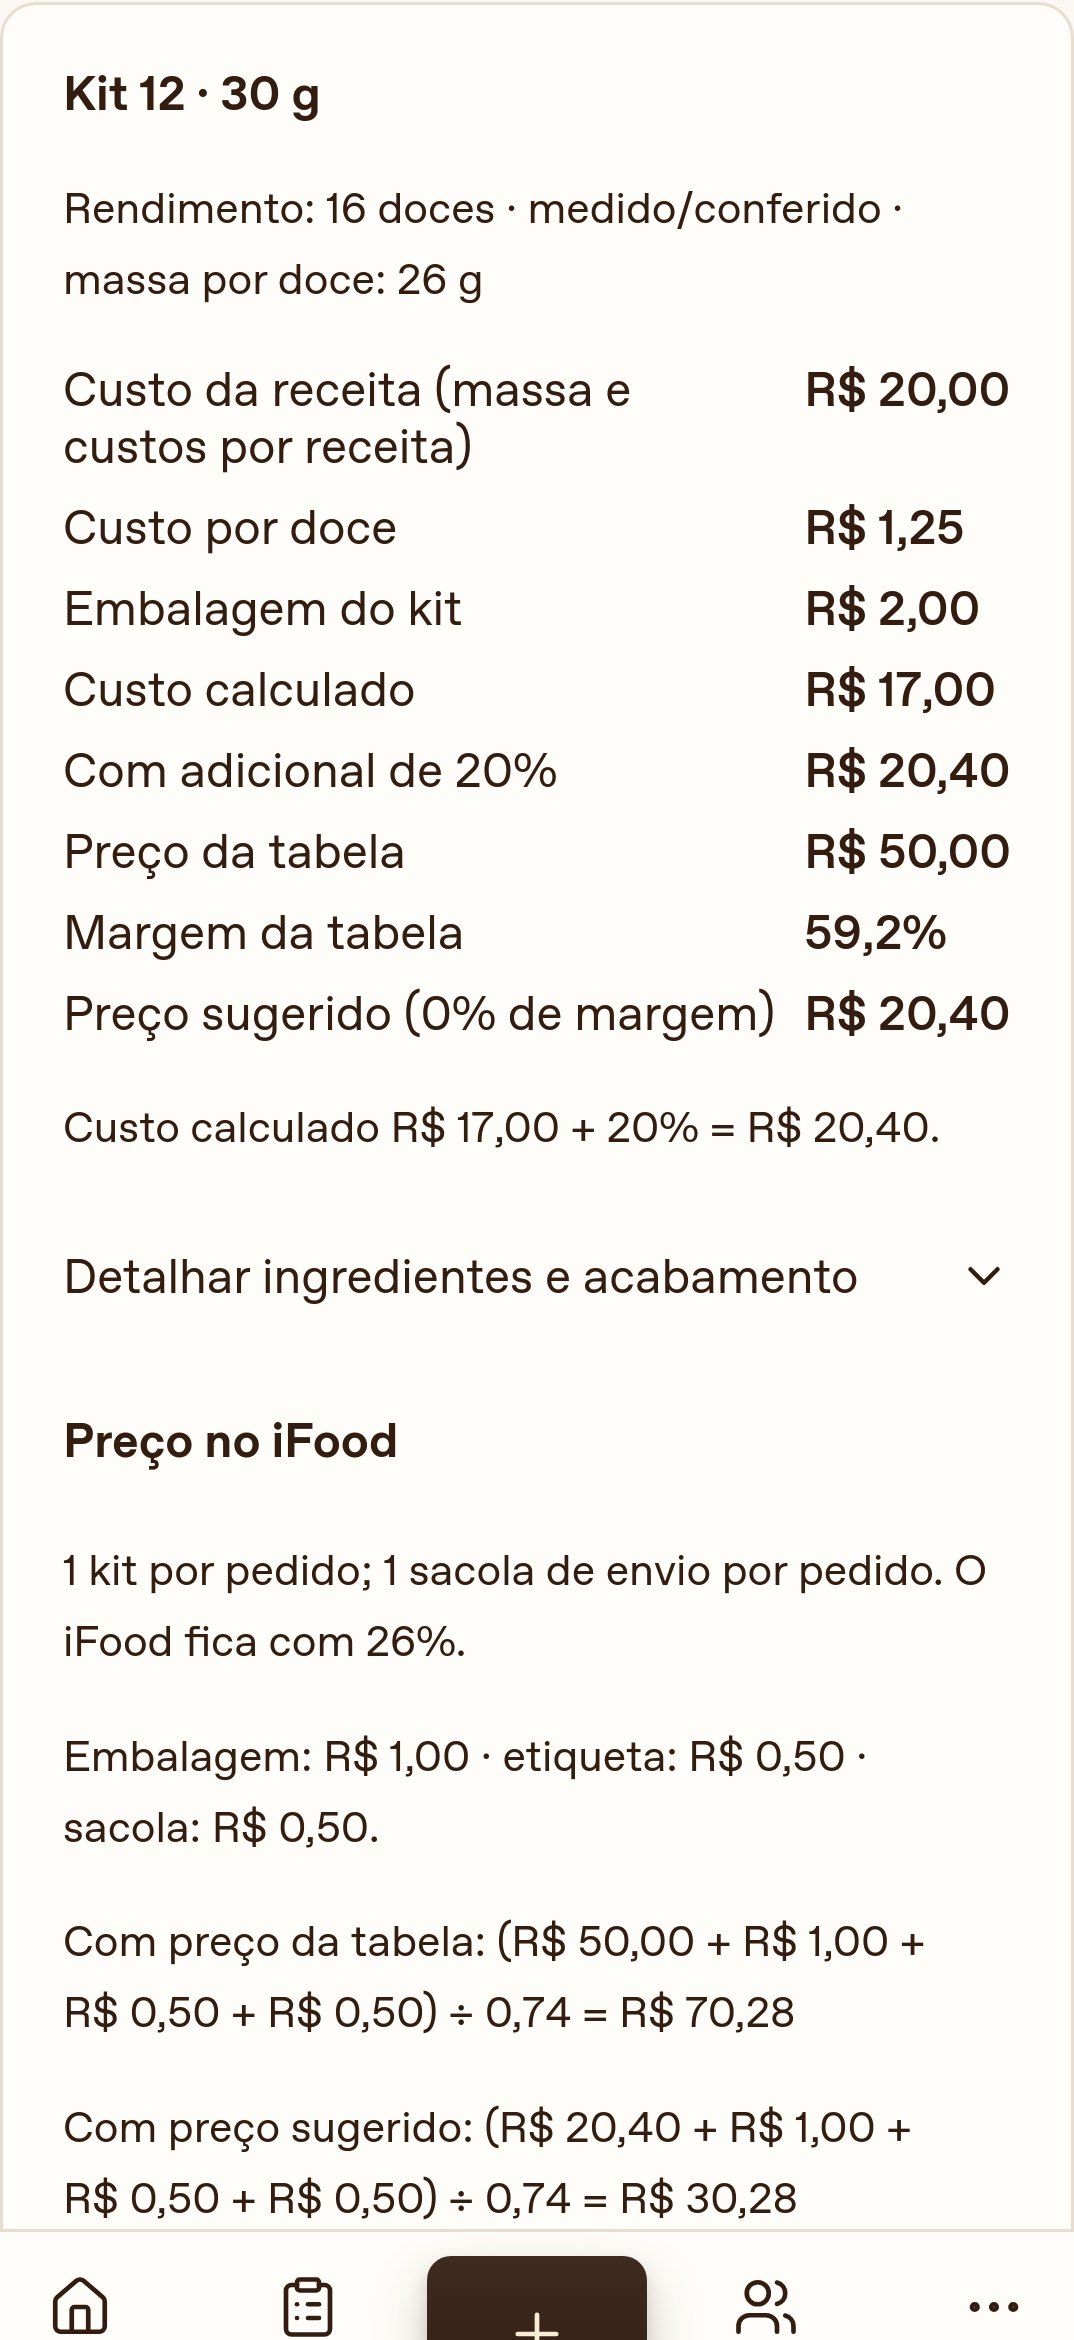 Kit 12 · 30 g
Rendimento: 16 doces · medido/conferido ·
massa por doce: 26 g
Custo da receita (massa e R$ 20,00
custos por receita)
Custo por doce R$ 1,25
Embalagem do kit R$ 2,00
Custo calculado R$ 17,00
Com adicional de 20% R$ 20,40
Preço da tabela R$ 50,00
Margem da tabela 59,2%
Preço sugerido (0% de margem) R$ 20,40
Custo calculado R$ 17,00 + 20% = R$ 20,40.
Detalhar ingredientes e acabamento
Preço no iFood
1 kit por pedido; 1 sacola de envio por pedido. O
iFood fica com 26%.
Embalagem: R$ 1,00 · etiqueta: R$ 0,50 ·
sacola: R$ 0,50.
Com preço da tabela: (R$ 50,00 + R$ 1,00 +
R$ 0,50 + R$ 0,50) ÷ 0,74 = R$ 70,28
Com preço sugerido: (R$ 20,40 + R$ 1,00 +
R$ 0,50 + R$ 0,50) ÷ 0,74 = R$ 30,28